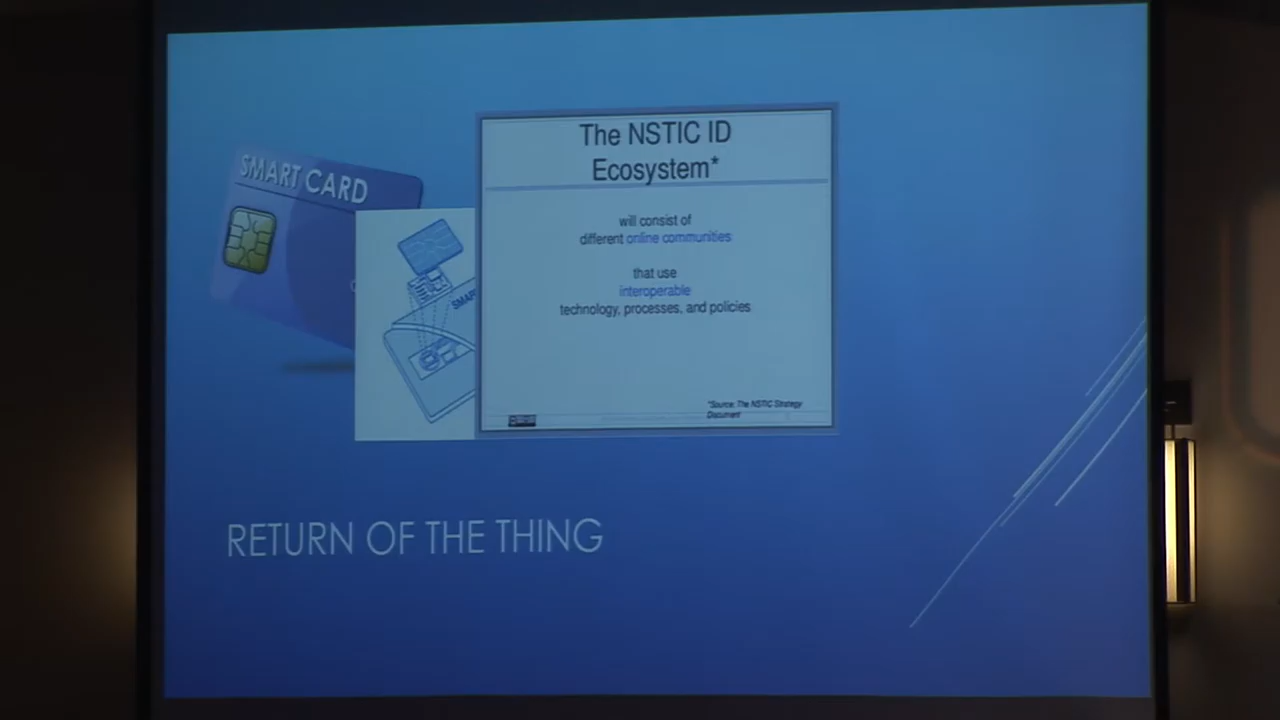 SMART CARD
SMAR
The NSTIC ID
Ecosystem*
will consist of
different online communities
that use
interoperable
technology, processes, and policies
*Source: The NSTIC Strategy
Document
RETURN OF THE THING